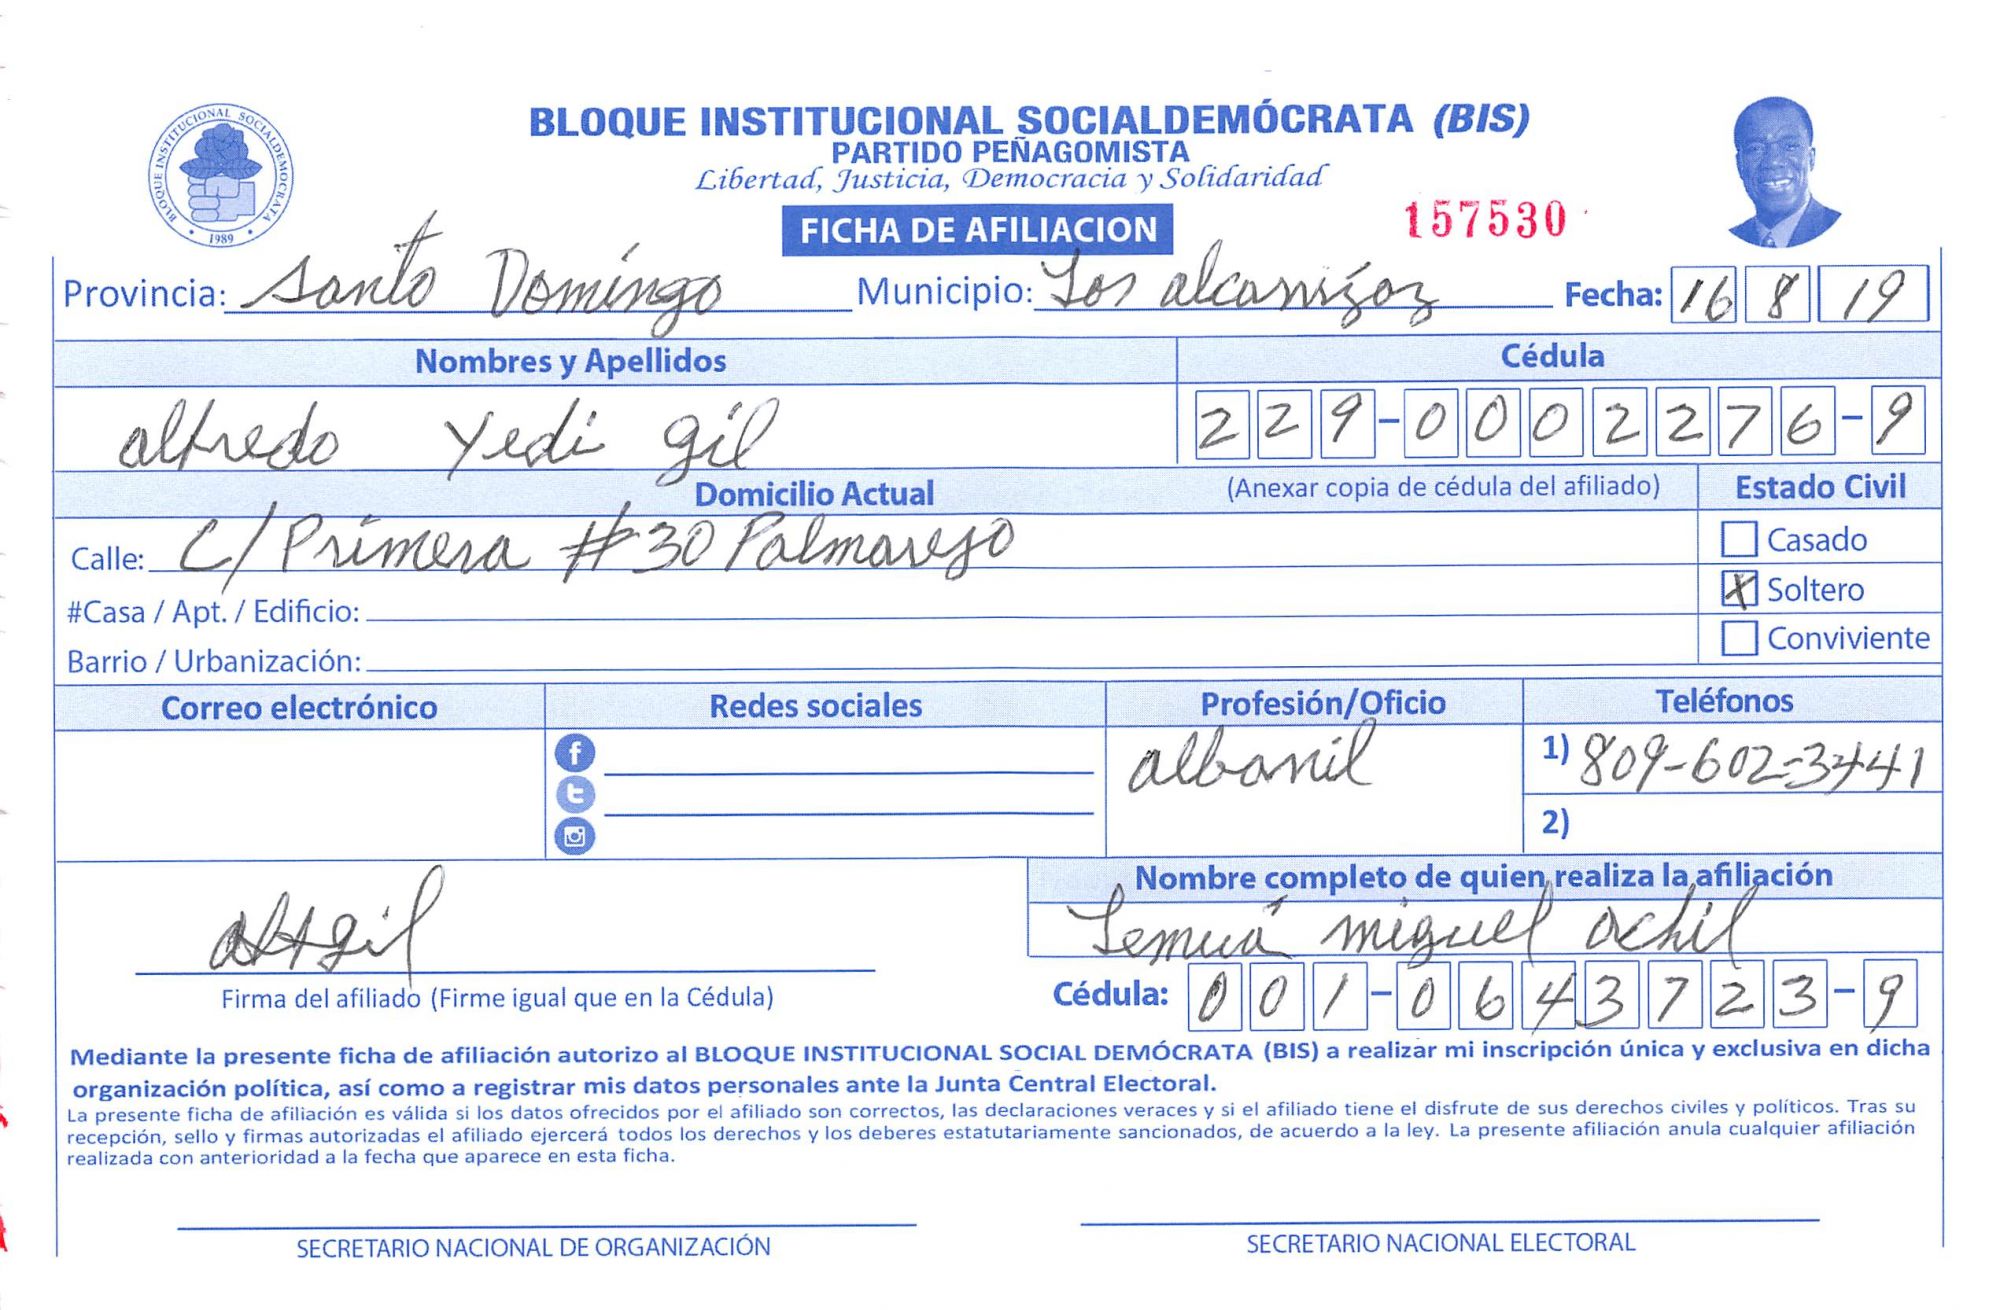 BLOQUE INSTITUCIONAL SOCIALDEMÓCRATA (BIS)
PARTIDO PEÑAGOMISTA
Libertad, Justicia, Democracia y Solidaridad
BLOQUE INSTITUCIONAL SOCIALDEMOCRATA
• 1989 •
FICHA DE AFILIACION
157530
Provincia: Santo Domingo Municipio: Los alcarrizoz Fecha: 16 8 19
Nombres y Apellidos Cédula
alfredo Yedi gil 229-0002276-9
Domicilio Actual (Anexar copia de cédula del afiliado) Estado Civil
Calle: C/Primera #30 Palmarejo
Casado
X Soltero
#Casa / Apt. / Edificio:
Conviviente
Barrio / Urbanización:
Correo electrónico Redes sociales Profesión/Oficio Teléfonos
albanil 1) 809-602-3441
2)
Nombre completo de quien realiza la afiliación
altgil miguel Ochil
Firma del afiliado (Firme igual que en la Cédula) Cédula: 001-0643723-9
Mediante la presente ficha de afiliación autorizo al BLOQUE INSTITUCIONAL SOCIAL DEMÓCRATA (BIS) a realizar mi inscripción única y exclusiva en dicha
organización política, así como a registrar mis datos personales ante la Junta Central Electoral.
La presente ficha de afiliación es válida si los datos ofrecidos por el afiliado son correctos, las declaraciones veraces y si el afiliado tiene el disfrute de sus derechos civiles y políticos. Tras su
recepción, sello y firmas autorizadas el afiliado ejercerá todos los derechos y los deberes estatutariamente sancionados, de acuerdo a la ley. La presente afiliación anula cualquier afiliación
realizada con anterioridad a la fecha que aparece en esta ficha.
SECRETARIO NACIONAL DE ORGANIZACIÓN SECRETARIO NACIONAL ELECTORAL